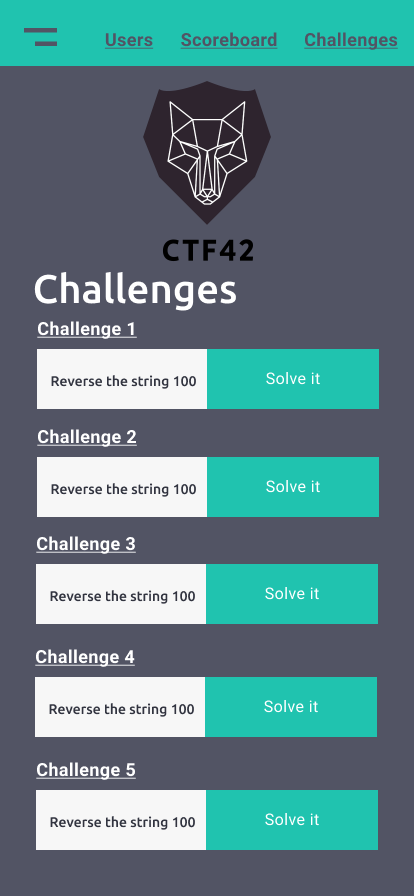 Users Scoreboard Challenges
CTF42
Challenges
Challenge 1
Reverse the string 100 Solve it
Challenge 2
Reverse the string 100 Solve it
Challenge 3
Reverse the string 100 Solve it
Challenge 4
Reverse the string 100 Solve it
Challenge 5
Reverse the string 100 Solve it